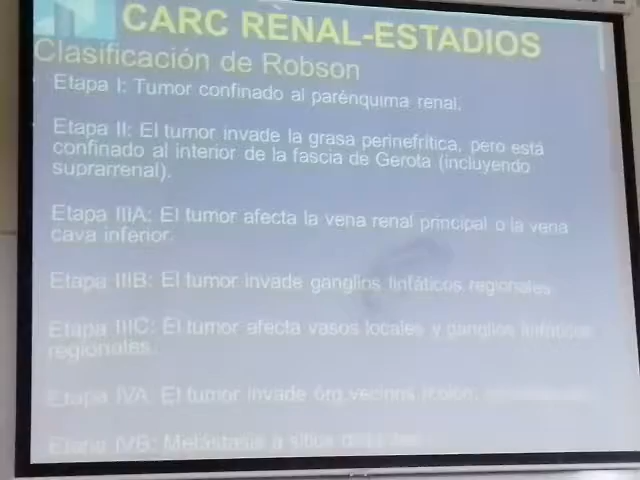 CARC RENAL-ESTADIOS
Clasificación de Robson
Etapa I: Tumor confinado al parénquima renal.
Etapa II: El tumor invade la grasa perinefrítica, pero está
confinado al interior de la fascia de Gerota (incluyendo
suprarrenal).
Etapa IIIA: El tumor afecta la vena renal principal o la vena
cava inferior.
Etapa IIIB: El tumor invade ganglios linfáticos regionales
Etapa IIIC: El tumor afecta vasos locales y ganglios linfáticos
regionales.
Etapa IVA: El tumor invade órg.vecinos (colon,
Etapa IVB: Metástasis a sitios